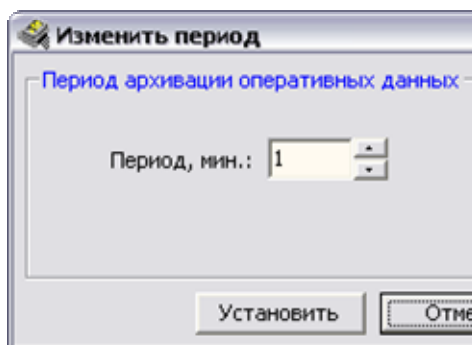 Изменить период
Период архивации оперативных данных
Период, мин.: 1
Установить